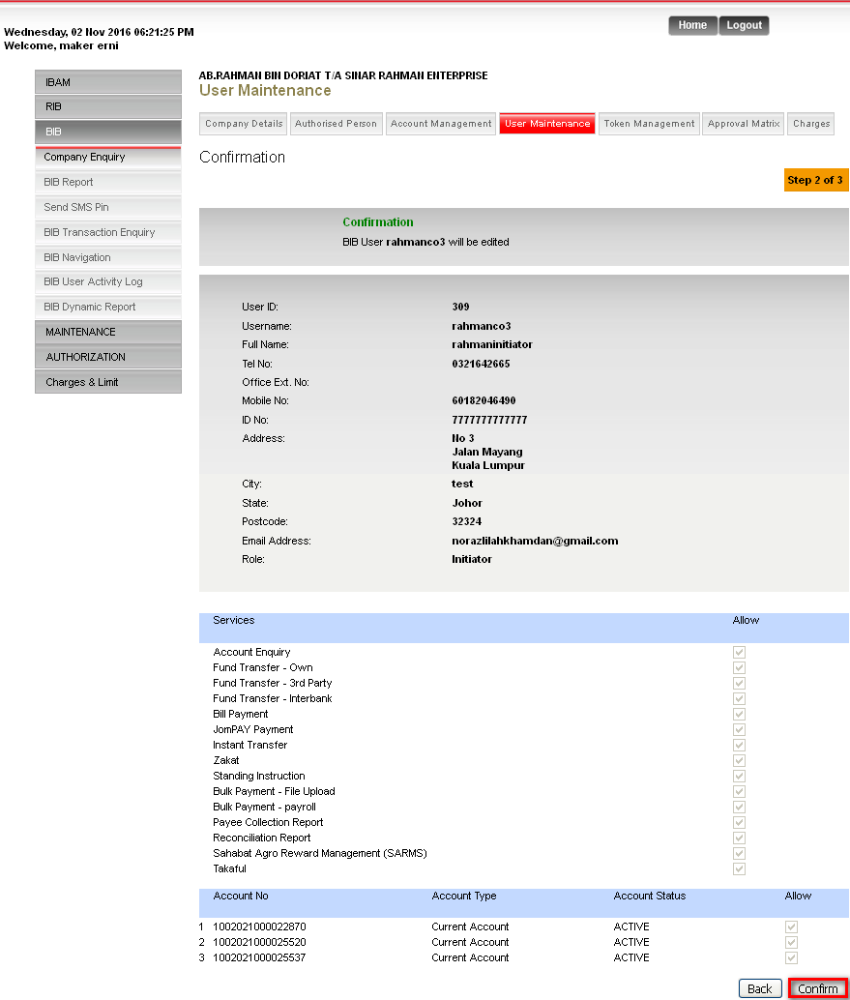 Home Logout
Wednesday, 02 Nov 2016 06:21:25 PM
Welcome, maker erni
IBAM
RIB
BIB
Company Enquiry
BIB Report
Send SMS Pin
BIB Transaction Enquiry
BIB Navigation
BIB User Activity Log
BIB Dynamic Report
MAINTENANCE
AUTHORIZATION
Charges & Limit
AB.RAHMAN BIN DORIAT T/A SINAR RAHMAN ENTERPRISE
User Maintenance
Company Details Authorised Person Account Management User Maintenance Token Management Approval Matrix Charges
Confirmation
Step 2 of 3
Confirmation
BIB User rahmanco3 will be edited
User ID: 309
Username: rahmanco3
Full Name: rahmaninitiator
Tel No: 0321642665
Office Ext. No:
Mobile No: 60182046490
ID No: 7777777777777
Address: No 3
Jalan Mayang
Kuala Lumpur
City: test
State: Johor
Postcode: 32324
Email Address: norazlilahkhamdan@gmail.com
Role: Initiator
Services Allow
Account Enquiry
Fund Transfer - Own
Fund Transfer - 3rd Party
Fund Transfer - Interbank
Bill Payment
JomPAY Payment
Instant Transfer
Zakat
Standing Instruction
Bulk Payment - File Upload
Bulk Payment - payroll
Payee Collection Report
Reconciliation Report
Sahabat Agro Reward Management (SARMS)
Takaful
Account No Account Type Account Status Allow
1 1002021000022870 Current Account ACTIVE
2 1002021000025520 Current Account ACTIVE
3 1002021000025537 Current Account ACTIVE
Back Confirm